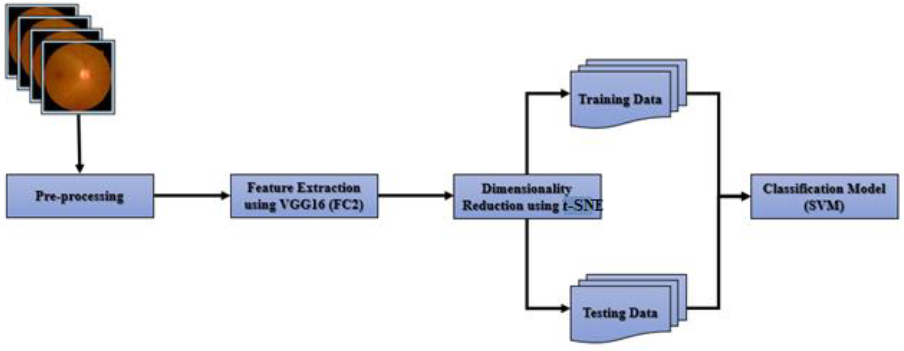 Training Data
Pre-processing
Feature Extraction
using VGG16 (FC2)
Dimensionality
Reduction using t-SNE
Classification Model
(SVM)
Testing Data